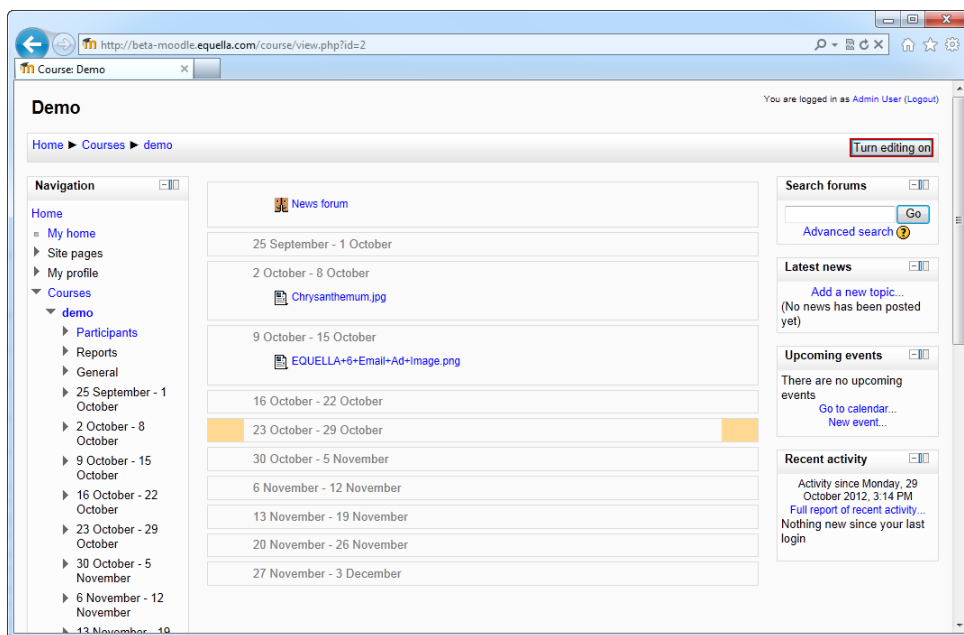 http://beta-moodle.equella.com/course/view.php?id=2
Course: Demo
Demo
You are logged in as Admin User (Logout)
Home ► Courses ► demo
Turn editing on
Navigation
Home
My home
Site pages
My profile
Courses
demo
Participants
Reports
General
25 September - 1
October
2 October - 8
October
9 October - 15
October
16 October - 22
October
23 October - 29
October
30 October - 5
November
6 November - 12
November
13 November - 19
News forum
25 September - 1 October
2 October - 8 October
Chrysanthemum.jpg
9 October - 15 October
EQUELLA+6+Email+Ad+Image.png
16 October - 22 October
23 October - 29 October
30 October - 5 November
6 November - 12 November
13 November - 19 November
20 November - 26 November
27 November - 3 December
Search forums
Go
Advanced search
Latest news
Add a new topic...
(No news has been posted
yet)
Upcoming events
There are no upcoming
events
Go to calendar...
New event...
Recent activity
Activity since Monday, 29
October 2012, 3:14 PM
Full report of recent activity...
Nothing new since your last
login